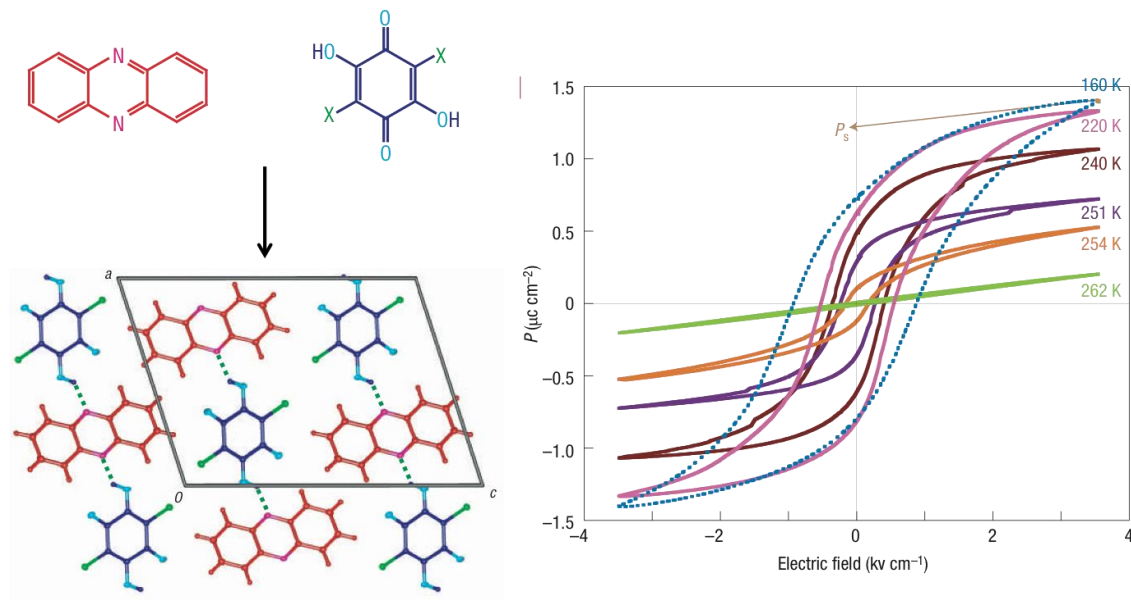 N
N
O
HO
X
X
OH
O
a
O
c
1.5
1.0
0.5
0
−0.5
−1.0
−1.5
P (μc cm⁻²)
Pₛ
160 K
220 K
240 K
251 K
254 K
262 K
−4
−2
0
2
4
Electric field (kv cm⁻¹)